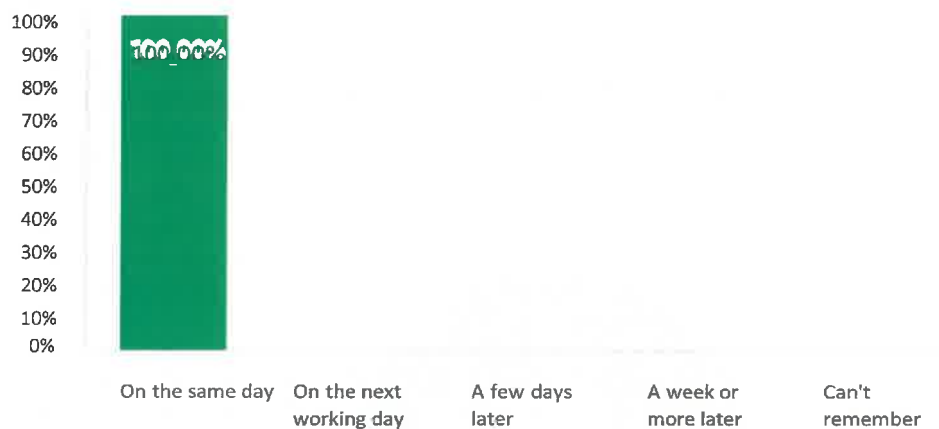 100%
100.00%
90%
80%
70%
60%
50%
40%
30%
20%
10%
0%
On the same day
On the next
working day
A few days
later
A week or
more later
Can't
remember